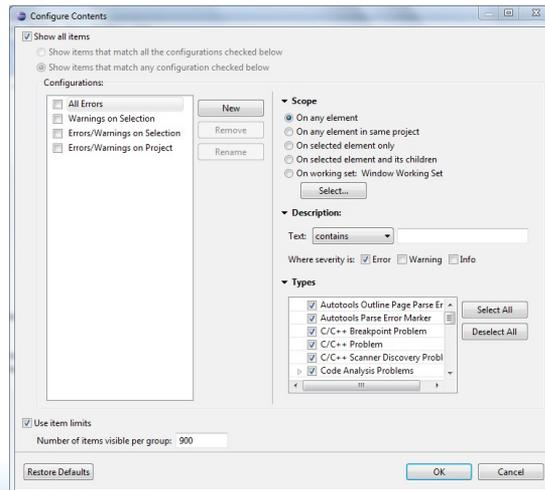 Configure Contents
Show all items
Show items that match all the configurations checked below
Show items that match any configuration checked below
Configurations:
All Errors
Warnings on Selection
Errors/Warnings on Selection
Errors/Warnings on Project
New
Remove
Rename
Scope
On any element
On any element in same project
On selected element only
On selected element and its children
On working set: Window Working Set
Select...
Description:
Text: contains
Where severity is: Error Warning Info
Types
Autotools Outline Page Parse Er
Autotools Parse Error Marker
C/C++ Breakpoint Problem
C/C++ Problem
C/C++ Scanner Discovery Probl
Code Analysis Problems
Select All
Deselect All
Use item limits
Number of items visible per group: 900
Restore Defaults
OK
Cancel